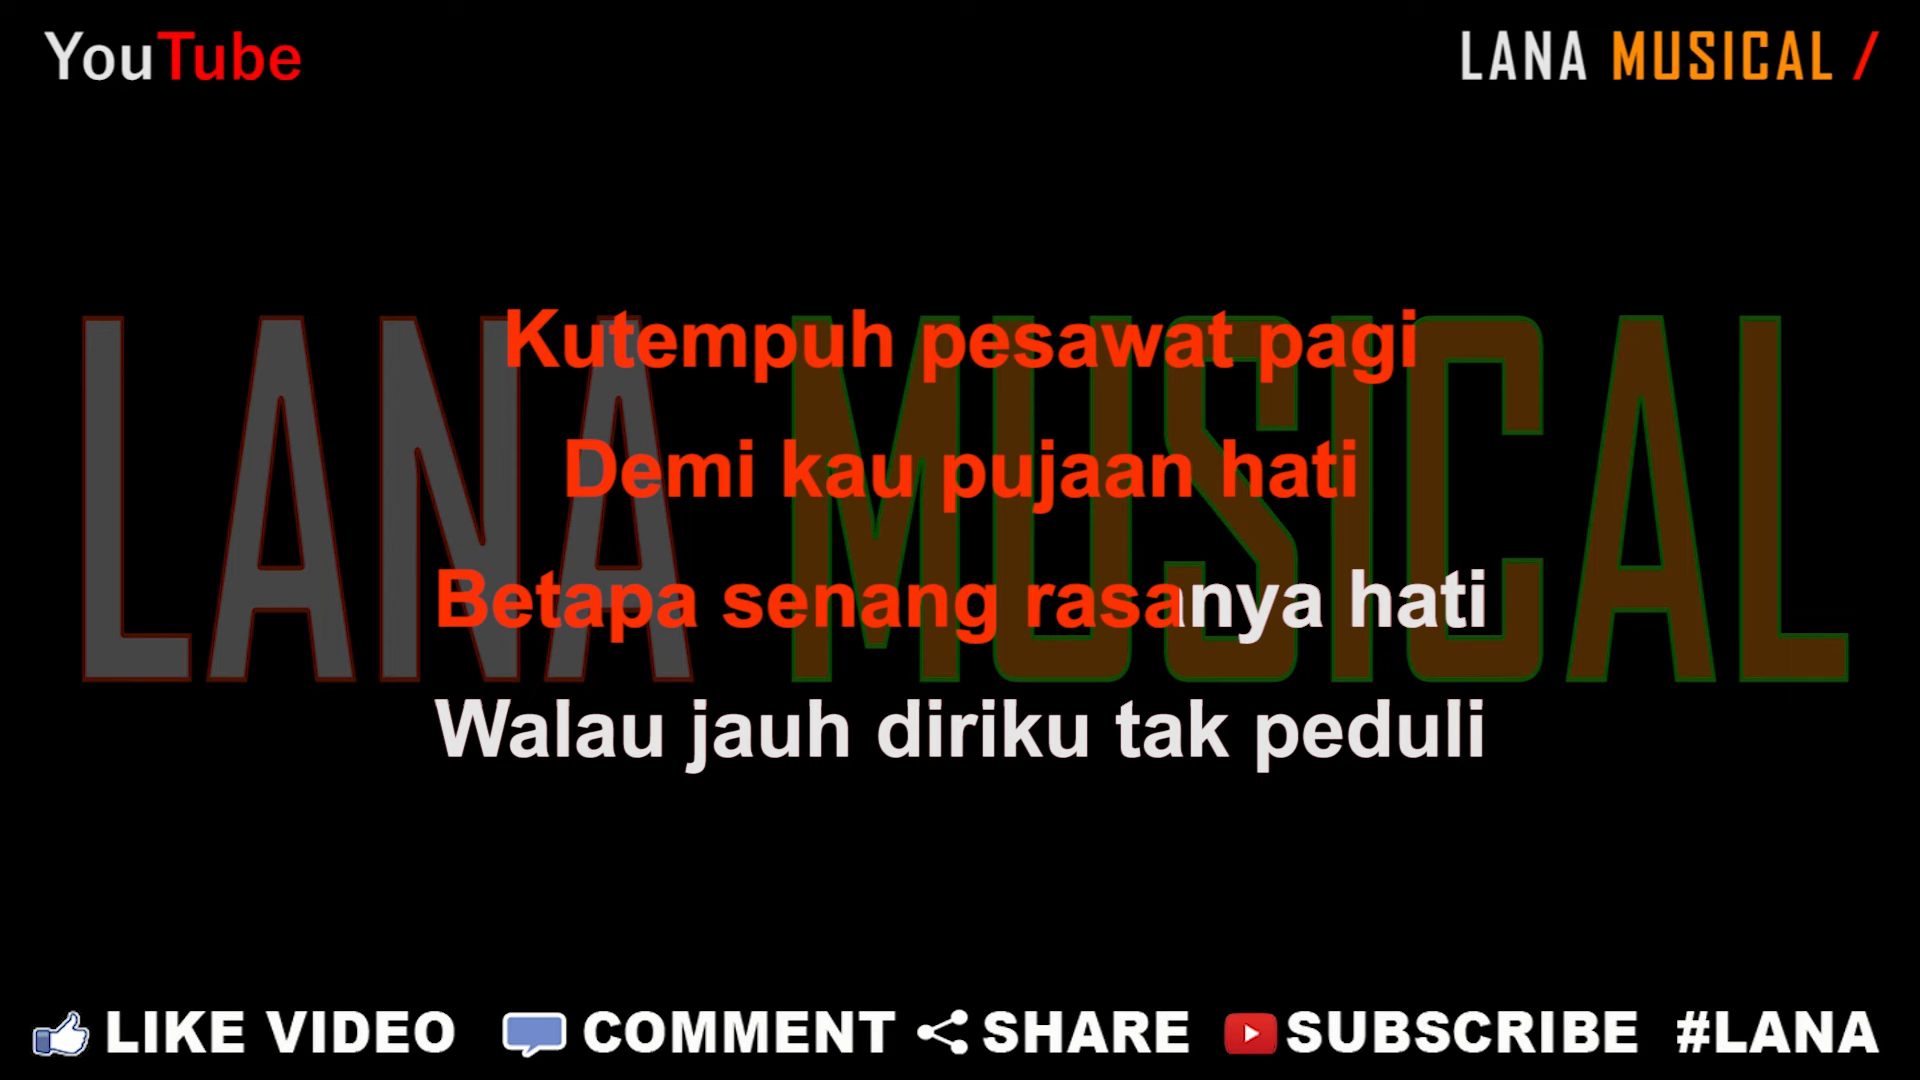 YouTube
LANA MUSICAL /
LANA MUSICAL
Kutempuh pesawat pagi
Demi kau pujaan hati
Betapa senang rasanya hati
Walau jauh diriku tak peduli
LIKE VIDEO COMMENT SHARE SUBSCRIBE #LANA